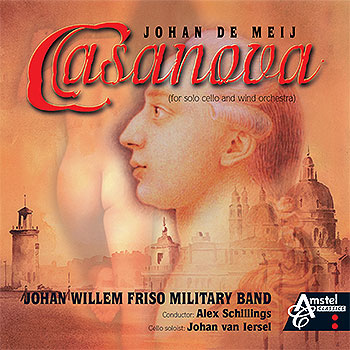 JOHAN DE MEIJ
Casanova
(for solo cello and wind orchestra)
JOHAN WILLEM FRISO MILITARY BAND
Conductor: Alex Schillings
Cello soloist: Johan van Iersel
Amstel
CLASSICS